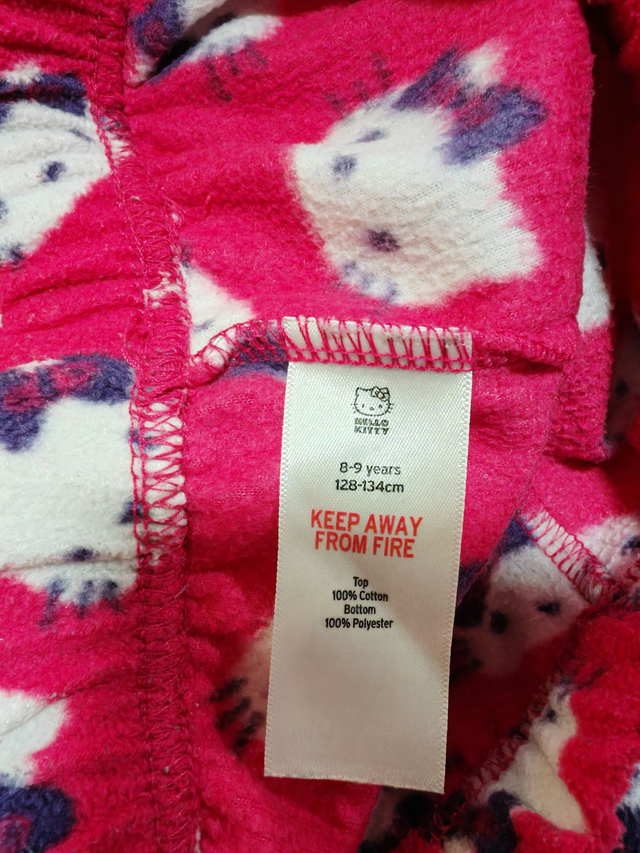 HELLO
KITTY
8-9 years
128-134cm
KEEP AWAY
FROM FIRE
Top
100% Cotton
Bottom
100% Polyester